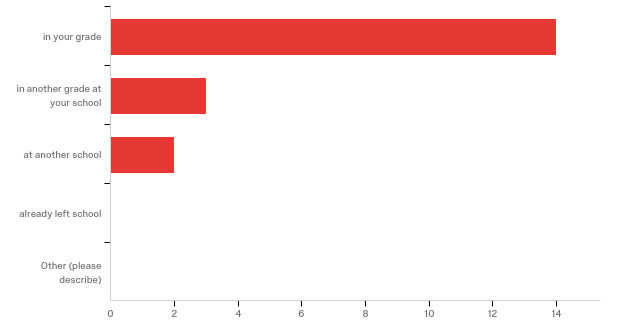 in your grade
in another grade at
your school
at another school
already left school
Other (please
describe)
0 2 4 6 8 10 12 14